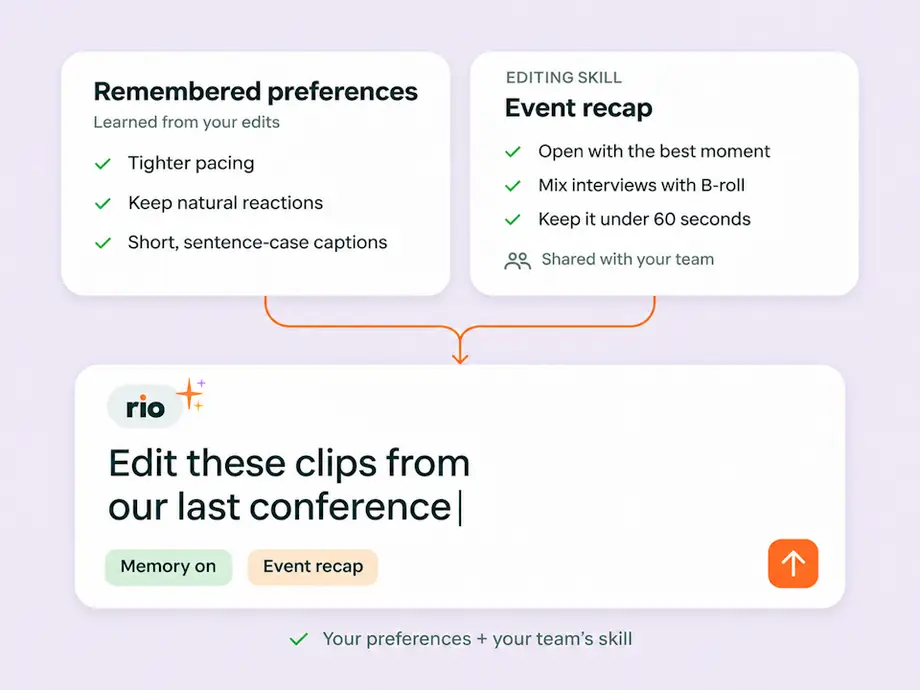 Remembered preferences
Learned from your edits
Tighter pacing
Keep natural reactions
Short, sentence-case captions
EDITING SKILL
Event recap
Open with the best moment
Mix interviews with B-roll
Keep it under 60 seconds
Shared with your team
rio
Edit these clips from
our last conference
Memory on
Event recap
Your preferences + your team's skill